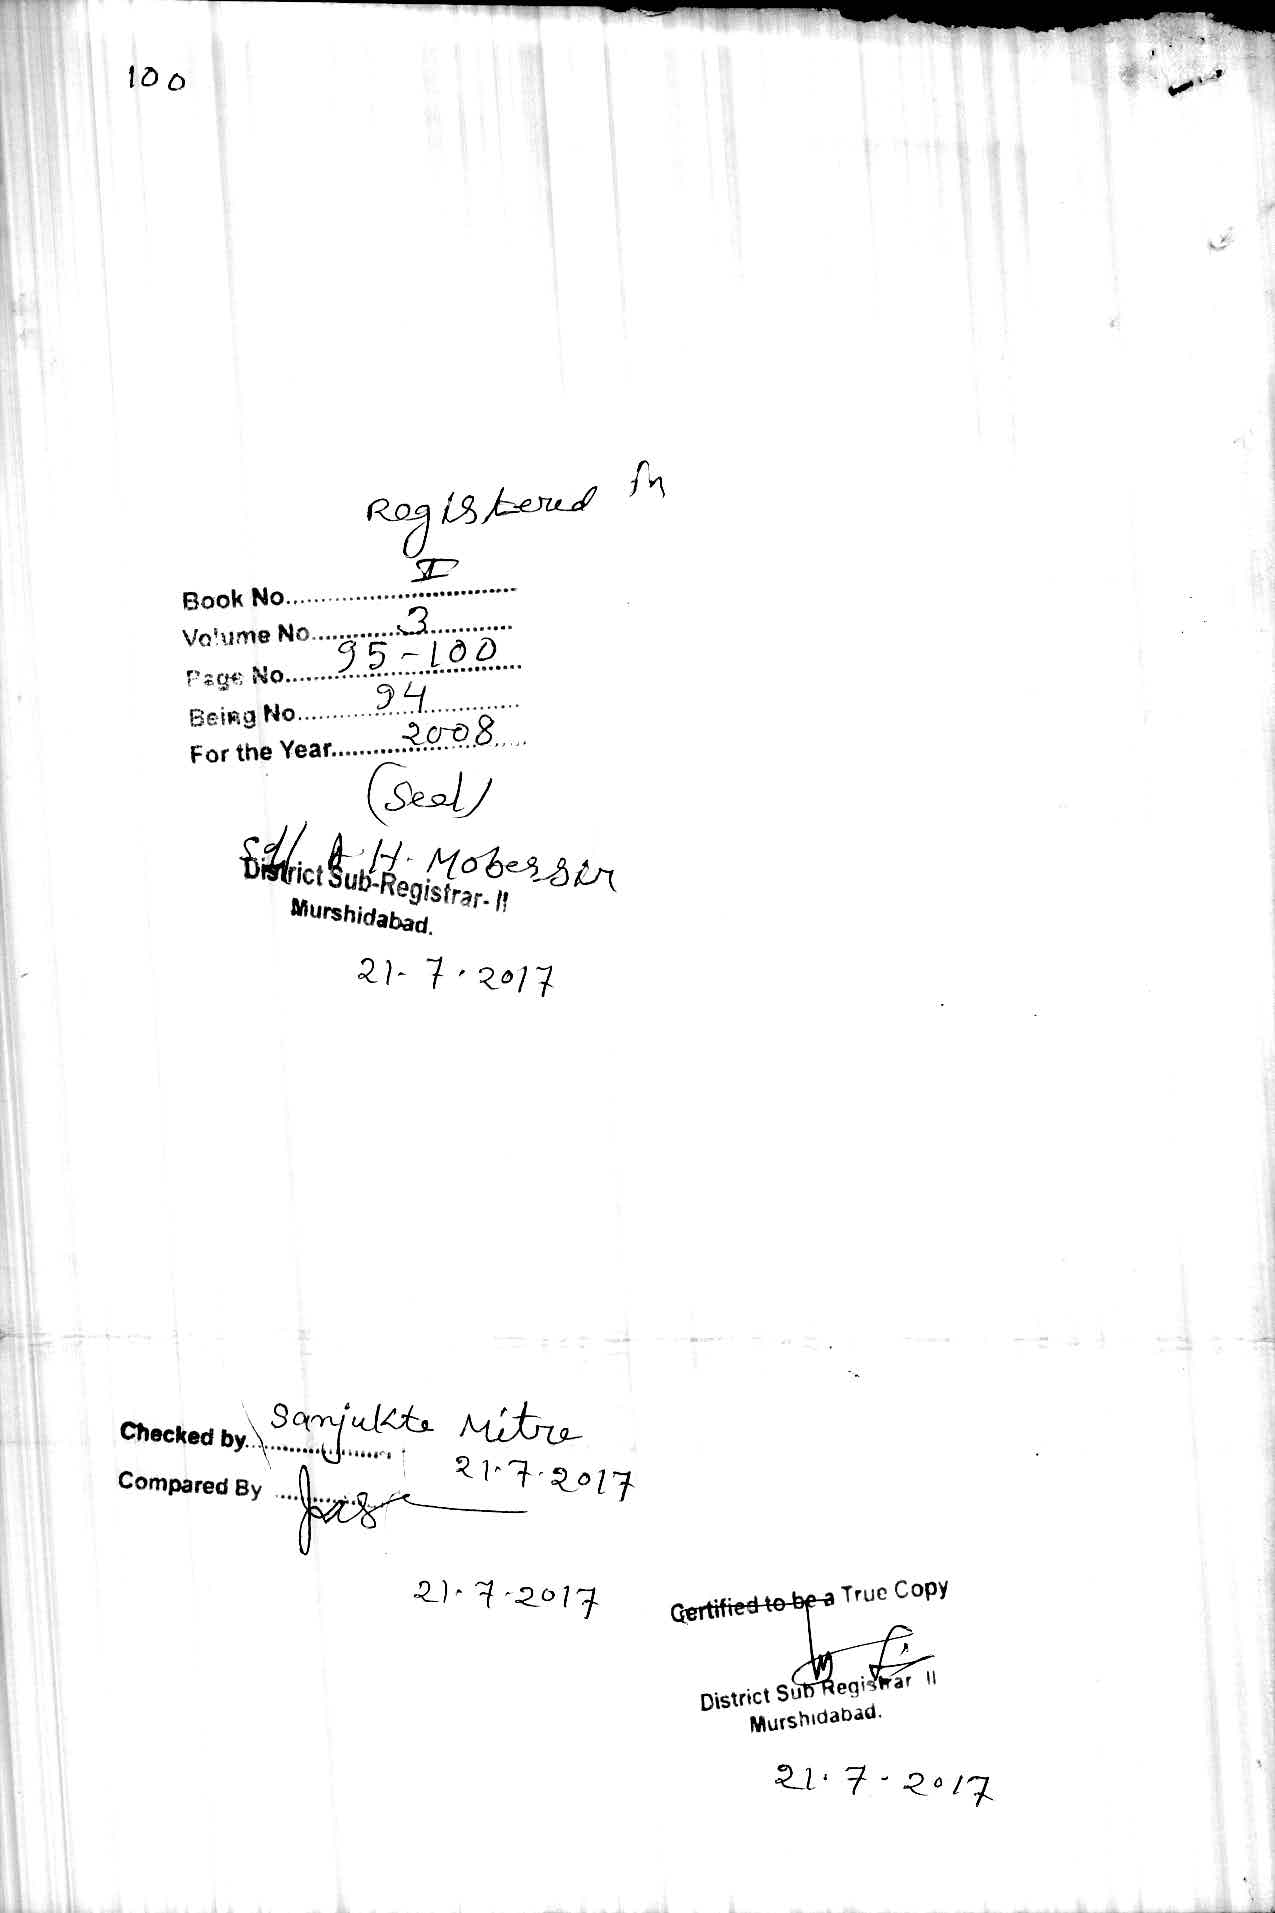 100
Registered in
Book No. I
Volume No. 3
Page No. 95-100
Being No. 94
For the Year. 2008
(Seal)
Sd/ A.H. Mobessir
District Sub-Registrar-II
Murshidabad.
21-7.2017
Checked by. Sanjukta Mitra
21.7.2017
Compared By
21.7.2017
Certified to be a True Copy
District Sub Registrar II
Murshidabad.
21.7-2017